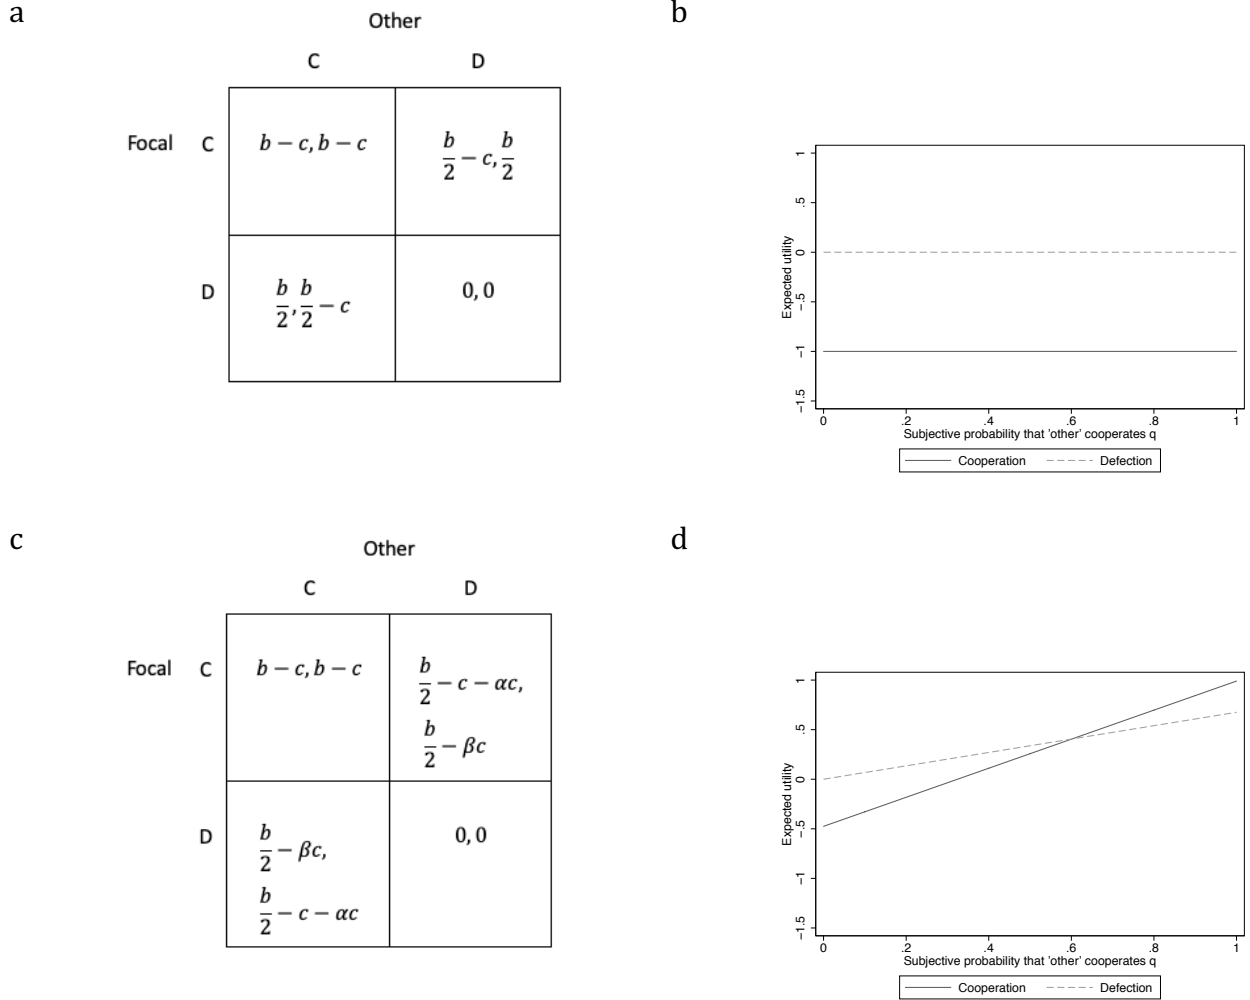 a
Other
C D
Focal C b − c, b − c b/2 − c, b/2
D b/2, b/2 − c 0, 0
b
1
.5
0
−.5
−1
−1.5
Expected utility
0 .2 .4 .6 .8 1
Subjective probability that 'other' cooperates q
Cooperation Defection
c
Other
C D
Focal C b − c, b − c b/2 − c − αc,
b/2 − βc
D b/2 − βc, 0, 0
b/2 − c − αc
d
1
.5
0
−.5
−1
−1.5
Expected utility
0 .2 .4 .6 .8 1
Subjective probability that 'other' cooperates q
Cooperation Defection